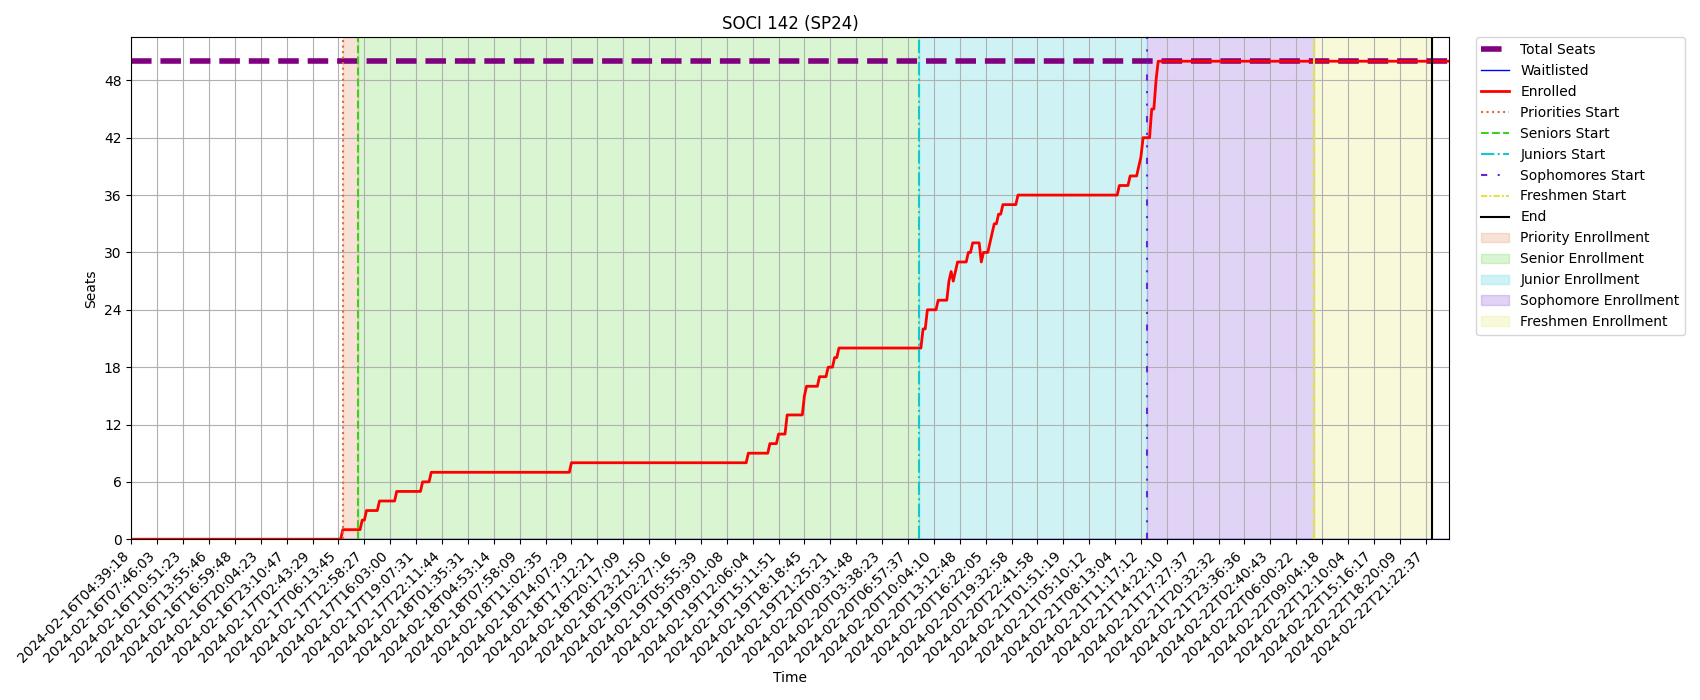 SOCI 142 (SP24)
Seats
48
42
36
30
24
18
12
6
0
2024-02-16T04:39:18
2024-02-16T07:46:03
2024-02-16T10:51:23
2024-02-16T13:55:46
2024-02-16T16:59:48
2024-02-16T20:04:23
2024-02-16T23:10:47
2024-02-17T02:43:29
2024-02-17T06:13:45
2024-02-17T12:58:27
2024-02-17T16:03:00
2024-02-17T19:07:31
2024-02-17T22:11:44
2024-02-18T01:35:31
2024-02-18T04:53:14
2024-02-18T07:58:09
2024-02-18T11:02:35
2024-02-18T14:07:29
2024-02-18T17:12:21
2024-02-18T20:17:09
2024-02-18T23:21:50
2024-02-19T02:27:16
2024-02-19T05:55:39
2024-02-19T09:01:08
2024-02-19T12:06:04
2024-02-19T15:11:51
2024-02-19T18:18:45
2024-02-19T21:25:21
2024-02-20T00:31:48
2024-02-20T03:38:23
2024-02-20T06:57:37
2024-02-20T10:04:10
2024-02-20T13:12:48
2024-02-20T16:22:05
2024-02-20T19:32:58
2024-02-20T22:41:58
2024-02-21T01:51:19
2024-02-21T05:10:12
2024-02-21T08:13:04
2024-02-21T11:17:12
2024-02-21T14:22:10
2024-02-21T17:27:37
2024-02-21T20:32:32
2024-02-21T23:36:36
2024-02-22T02:40:43
2024-02-22T06:00:22
2024-02-22T09:04:18
2024-02-22T12:10:04
2024-02-22T15:16:17
2024-02-22T18:20:09
2024-02-22T21:22:37
Time
Total Seats
Waitlisted
Enrolled
Priorities Start
Seniors Start
Juniors Start
Sophomores Start
Freshmen Start
End
Priority Enrollment
Senior Enrollment
Junior Enrollment
Sophomore Enrollment
Freshmen Enrollment